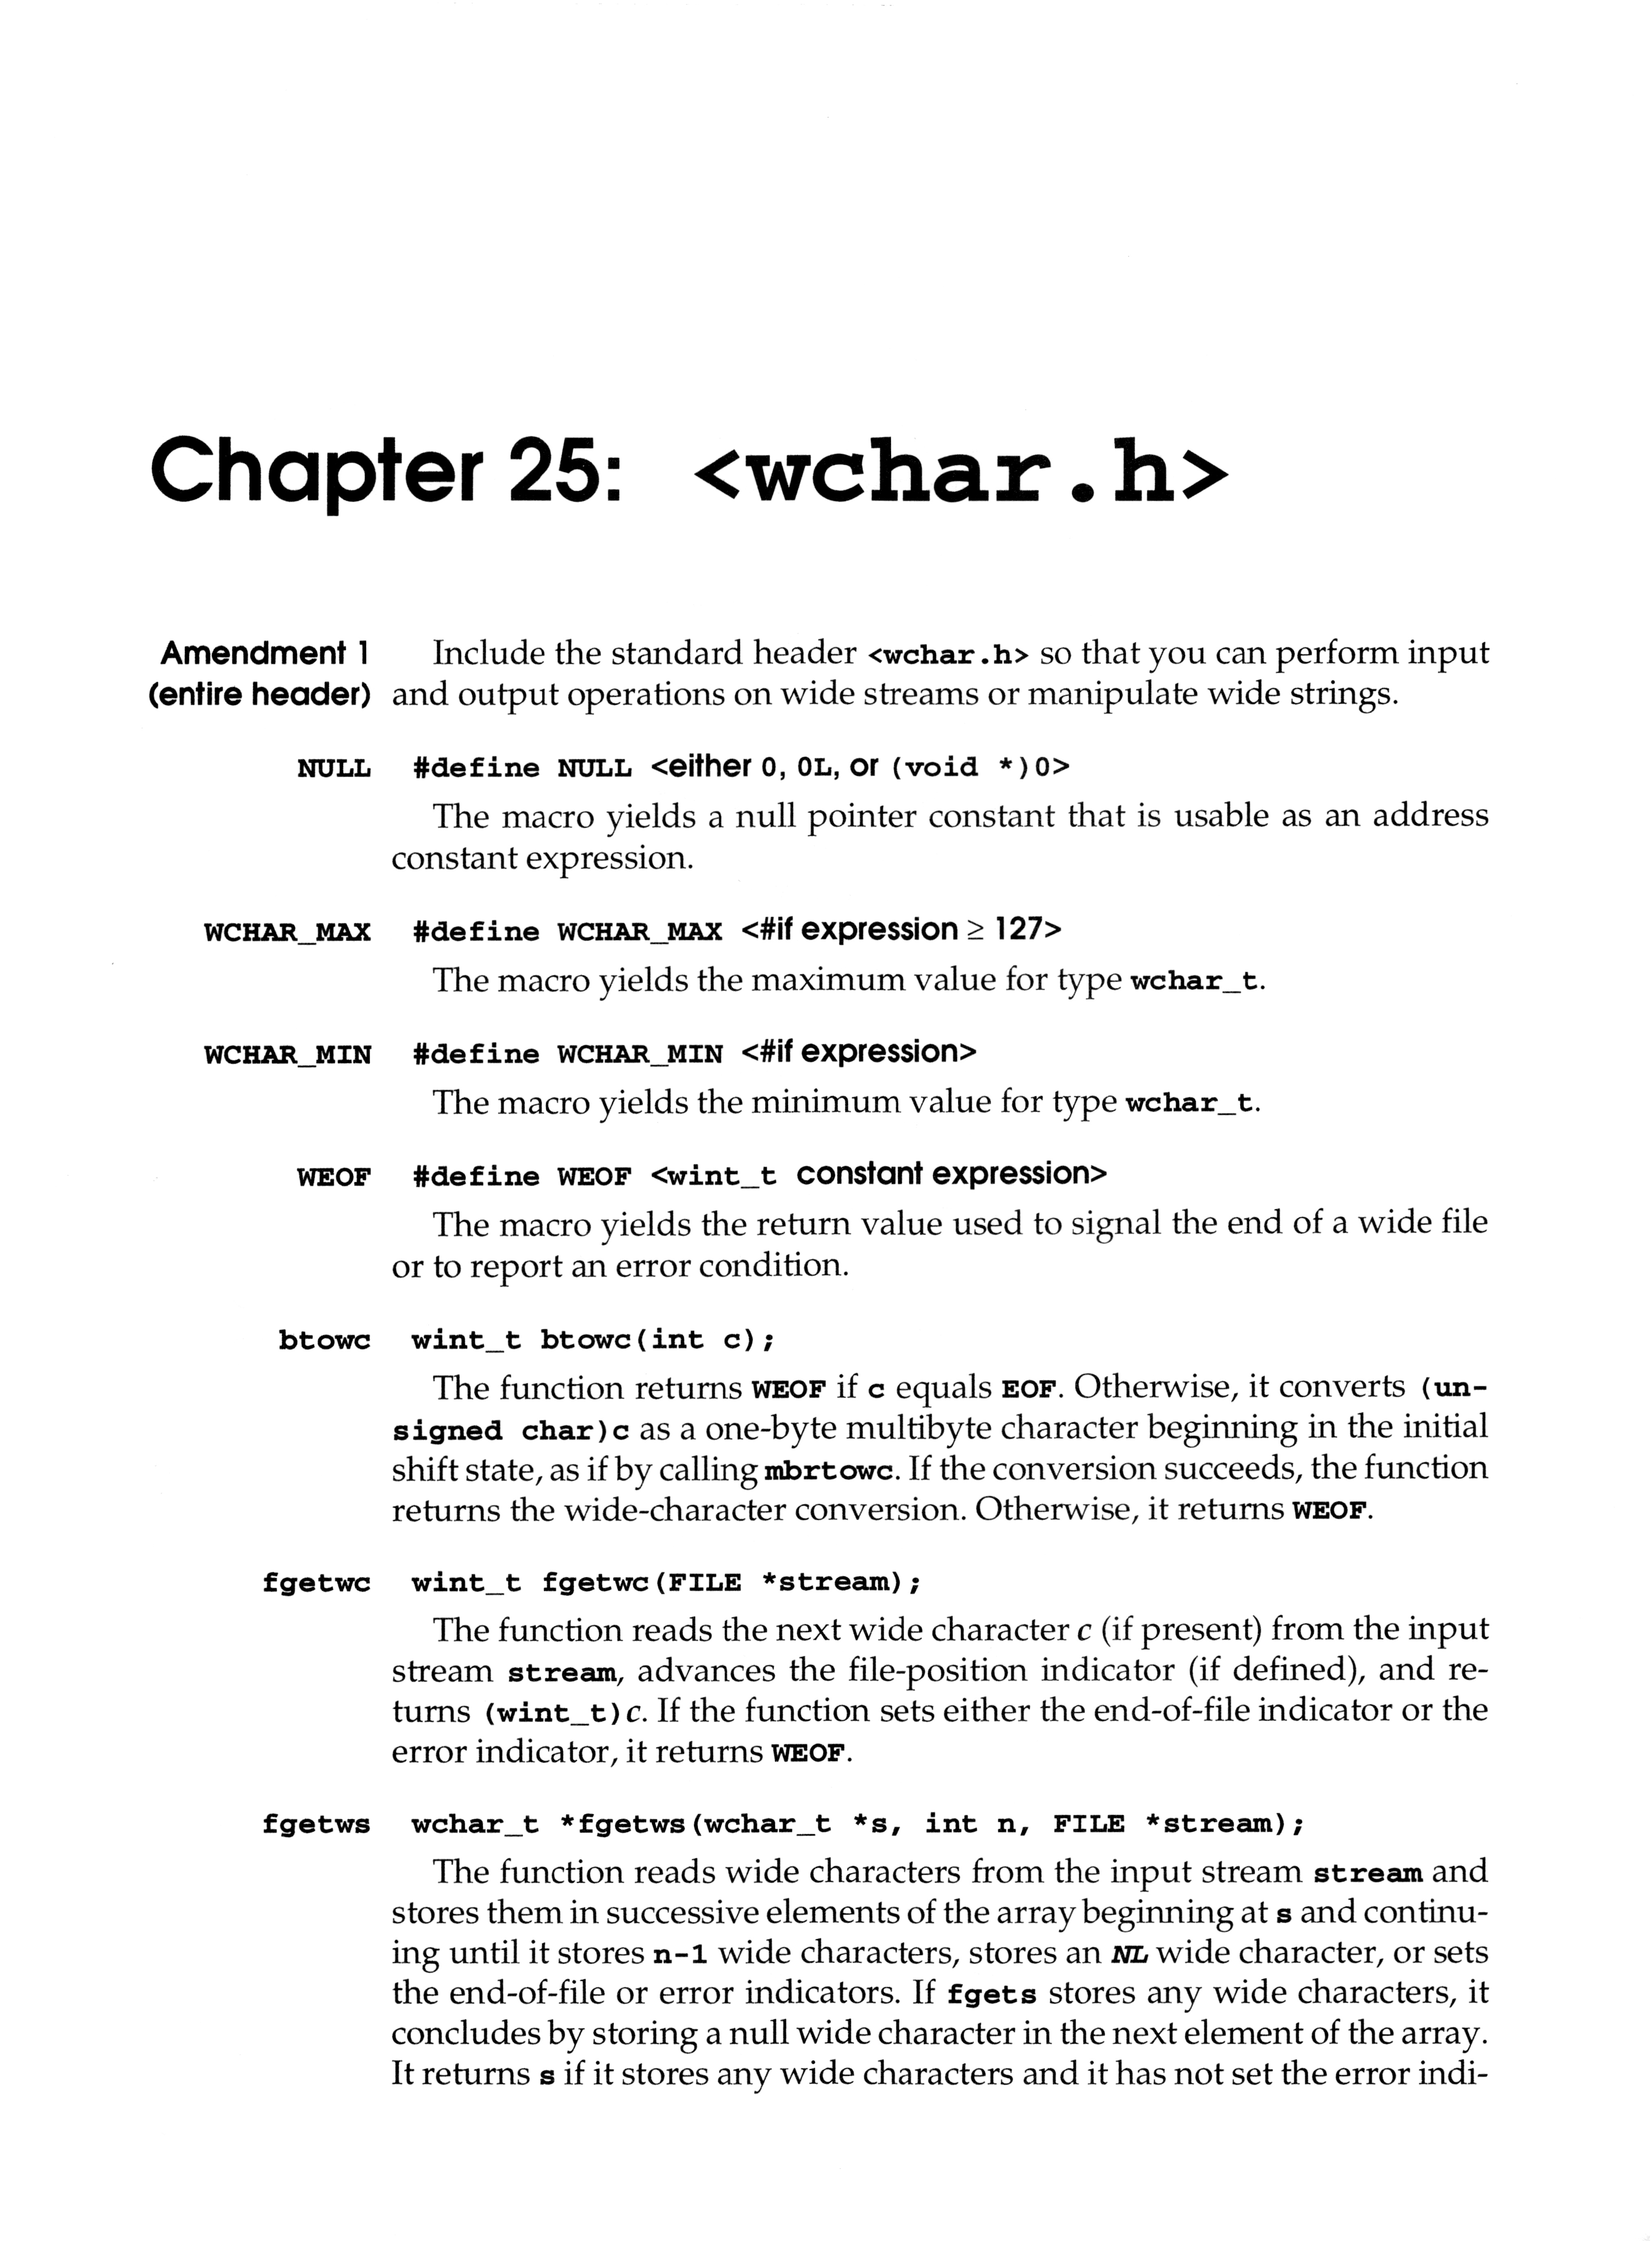 Chapter 25: <wchar.h>
Amendment 1 Include the standard header <wchar.h> so that you can perform input
(entire header) and output operations on wide streams or manipulate wide strings.
NULL #define NULL <either 0, 0L, or (void *)0>
The macro yields a null pointer constant that is usable as an address
constant expression.
WCHAR_MAX #define WCHAR_MAX <#if expression ≥ 127>
The macro yields the maximum value for type wchar_t.
WCHAR_MIN #define WCHAR_MIN <#if expression>
The macro yields the minimum value for type wchar_t.
WEOF #define WEOF <wint_t constant expression>
The macro yields the return value used to signal the end of a wide file
or to report an error condition.
btowc wint_t btowc(int c);
The function returns WEOF if c equals EOF. Otherwise, it converts (un-
signed char)c as a one-byte multibyte character beginning in the initial
shift state, as if by calling mbrtowc. If the conversion succeeds, the function
returns the wide-character conversion. Otherwise, it returns WEOF.
fgetwc wint_t fgetwc(FILE *stream);
The function reads the next wide character c (if present) from the input
stream stream, advances the file-position indicator (if defined), and re-
turns (wint_t)c. If the function sets either the end-of-file indicator or the
error indicator, it returns WEOF.
fgetws wchar_t *fgetws(wchar_t *s, int n, FILE *stream);
The function reads wide characters from the input stream stream and
stores them in successive elements of the array beginning at s and continu-
ing until it stores n-1 wide characters, stores an NL wide character, or sets
the end-of-file or error indicators. If fgets stores any wide characters, it
concludes by storing a null wide character in the next element of the array.
It returns s if it stores any wide characters and it has not set the error indi-